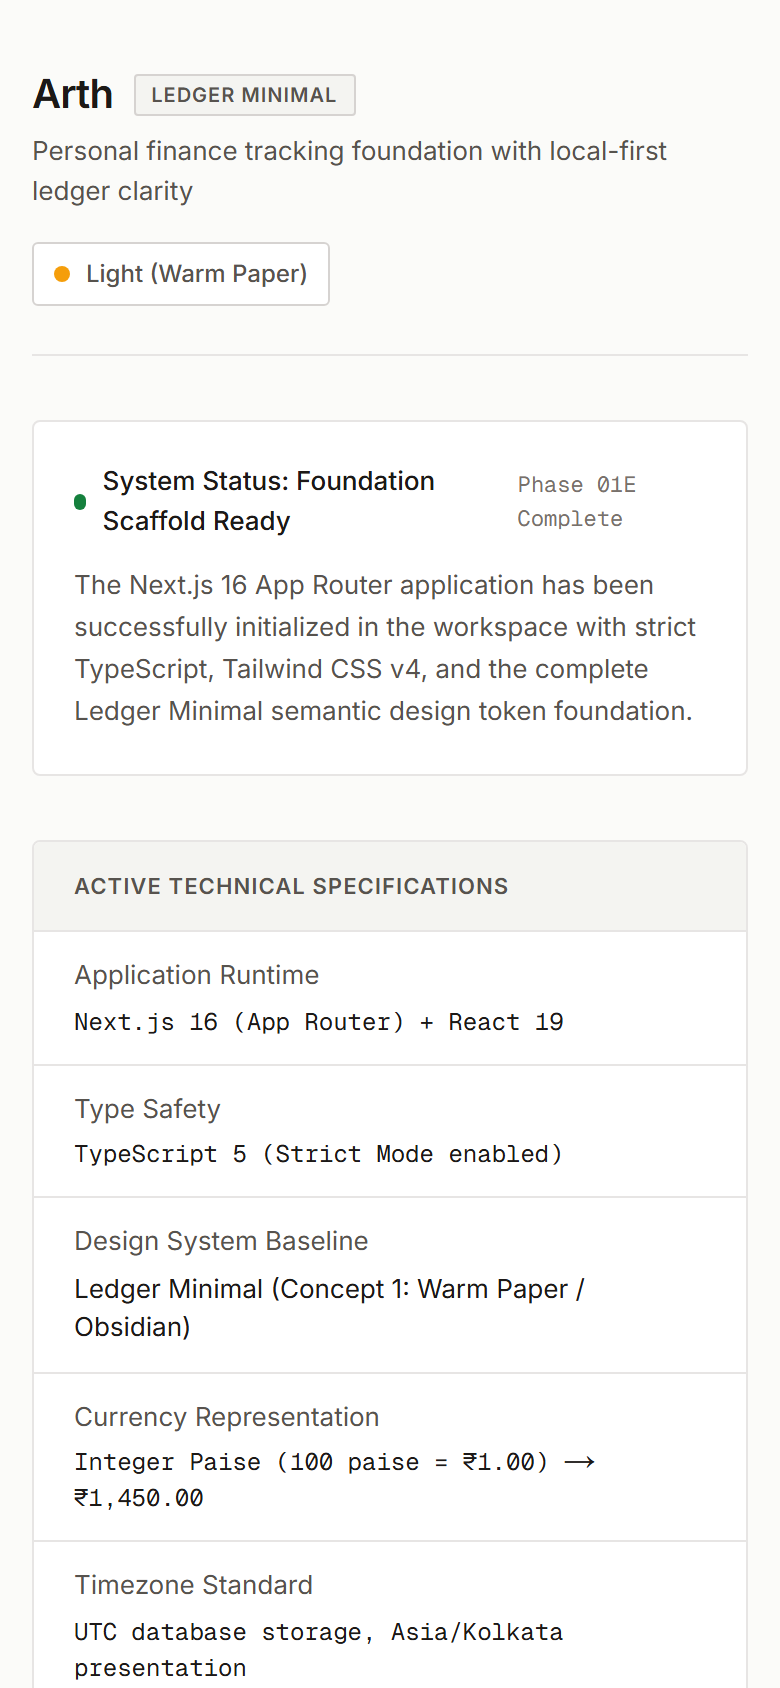 Arth
LEDGER MINIMAL
Personal finance tracking foundation with local-first
ledger clarity
Light (Warm Paper)
System Status: Foundation
Scaffold Ready
Phase 01E
Complete
The Next.js 16 App Router application has been
successfully initialized in the workspace with strict
TypeScript, Tailwind CSS v4, and the complete
Ledger Minimal semantic design token foundation.
ACTIVE TECHNICAL SPECIFICATIONS
Application Runtime
Next.js 16 (App Router) + React 19
Type Safety
TypeScript 5 (Strict Mode enabled)
Design System Baseline
Ledger Minimal (Concept 1: Warm Paper /
Obsidian)
Currency Representation
Integer Paise (100 paise = ₹1.00) →
₹1,450.00
Timezone Standard
UTC database storage, Asia/Kolkata
presentation